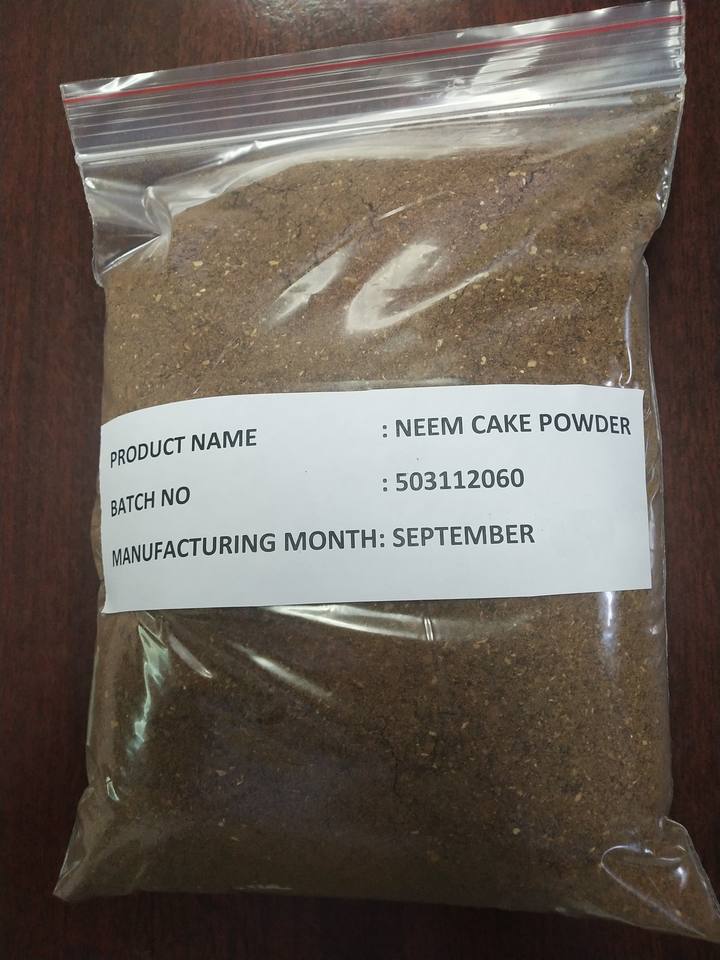 PRODUCT NAME : NEEM CAKE POWDER
BATCH NO : 503112060
MANUFACTURING MONTH: SEPTEMBER